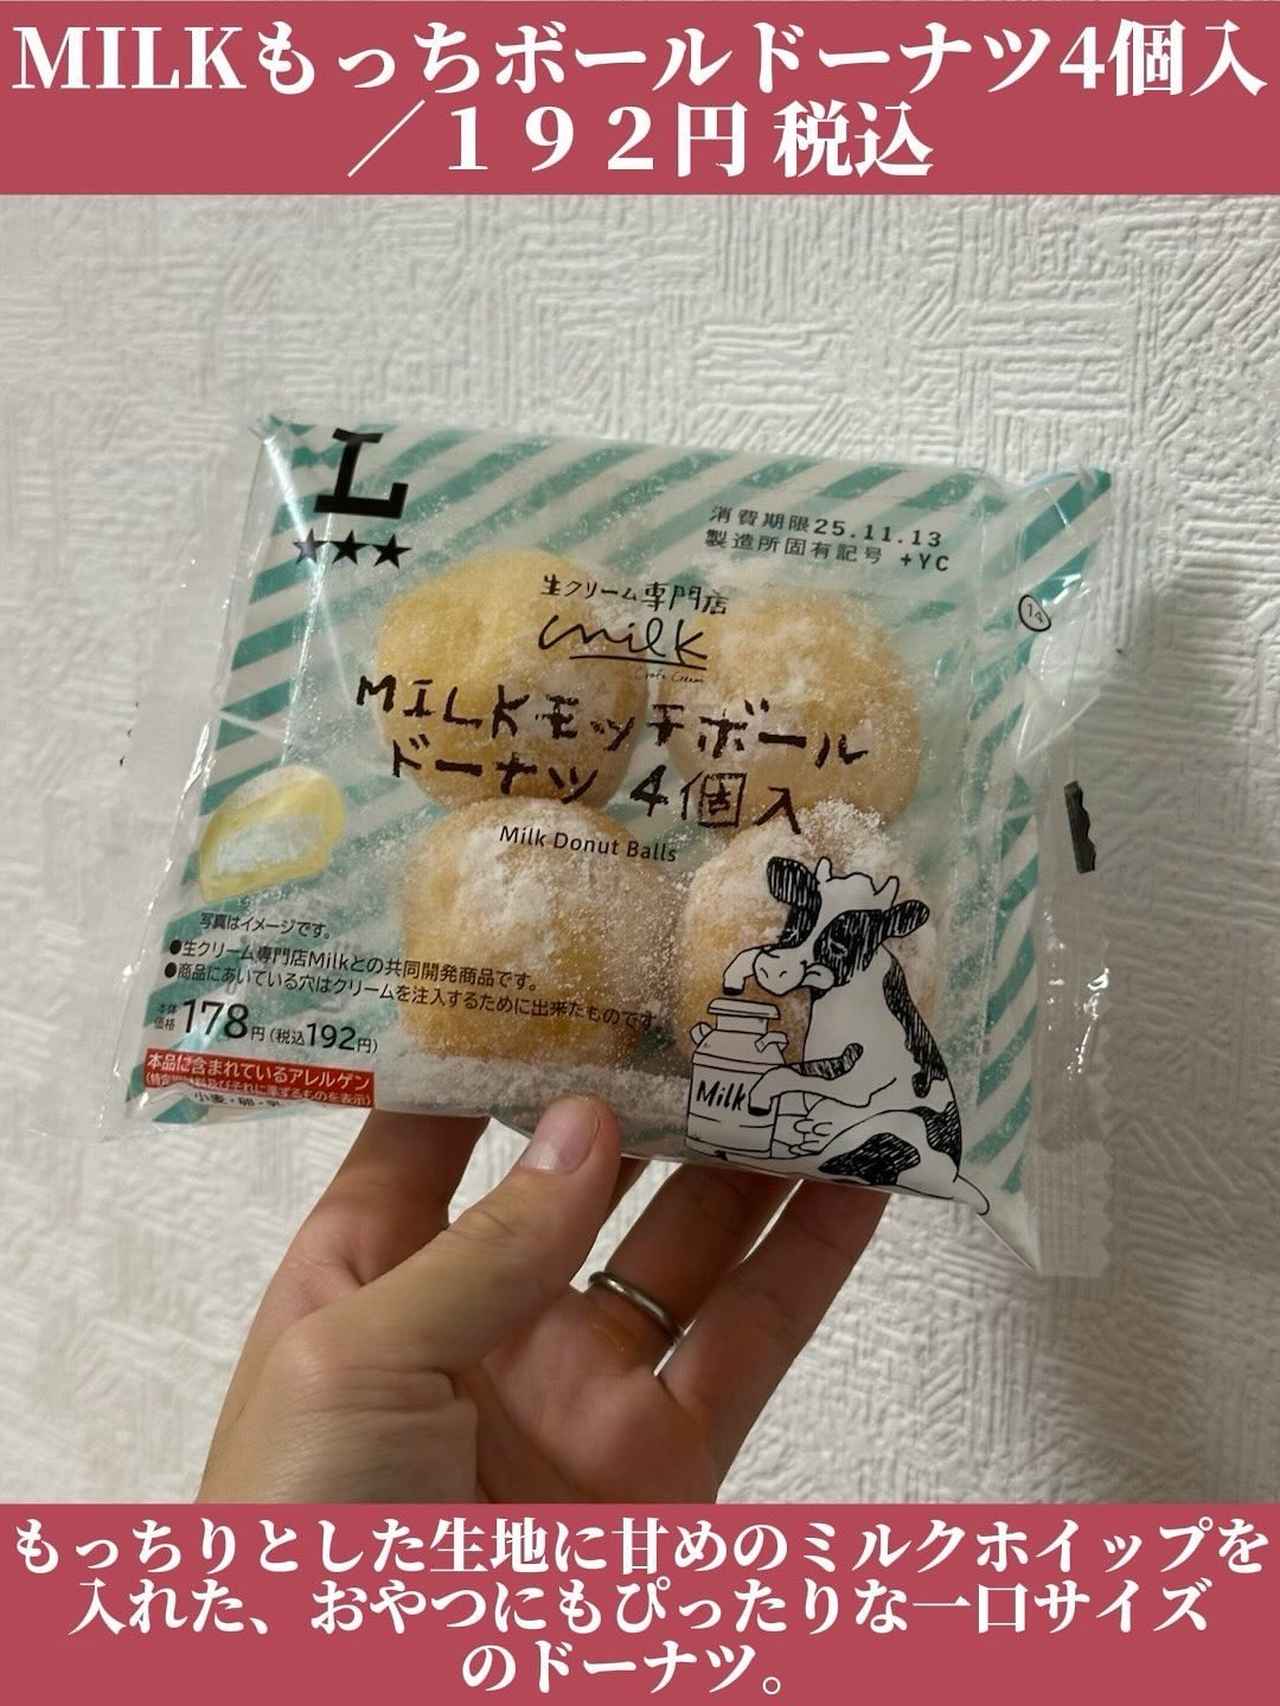 MILKもっちボールドーナツ4個入
／１９２円 税込
L
★★★
消費期限25.11.13
製造所固有記号 +YC
14
生クリーム専門店
milk
MILKモッチボール
ドーナツ 4個入
Milk Donut Balls
写真はイメージです。
●生クリーム専門店Milkとの共同開発商品です。
●商品にあいている穴はクリームを注入するために出来たものです。
本体価格178円(税込192円)
本品に含まれているアレルゲン
小麦・卵・乳
Milk
もっちりとした生地に甘めのミルクホイップを
入れた、おやつにもぴったりな一口サイズ
のドーナツ。